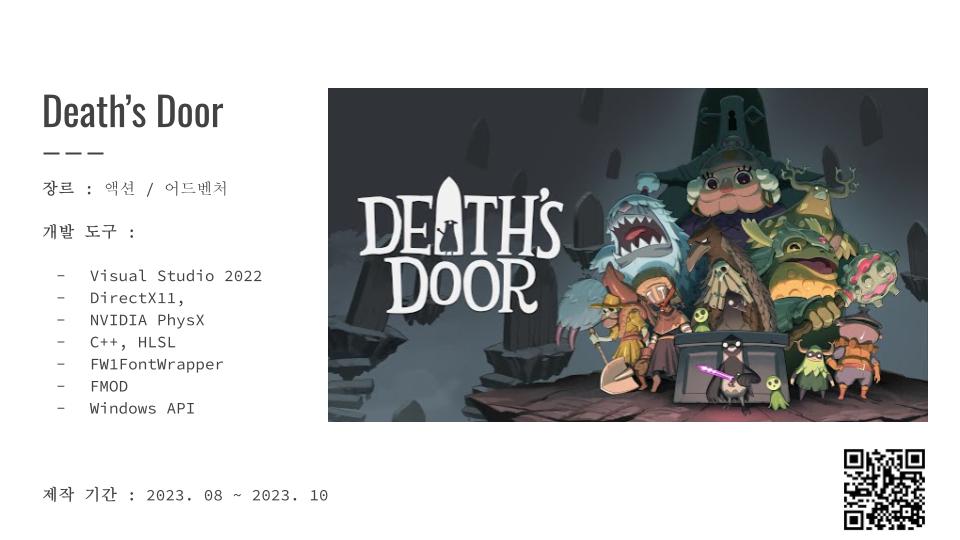 Death's Door
장르 : 액션 / 어드벤처
개발 도구 :
- Visual Studio 2022
- DirectX11,
- NVIDIA PhysX
- C++, HLSL
- FW1FontWrapper
- FMOD
- Windows API
제작 기간 : 2023. 08 ~ 2023. 10
DEATH'S
DOOR